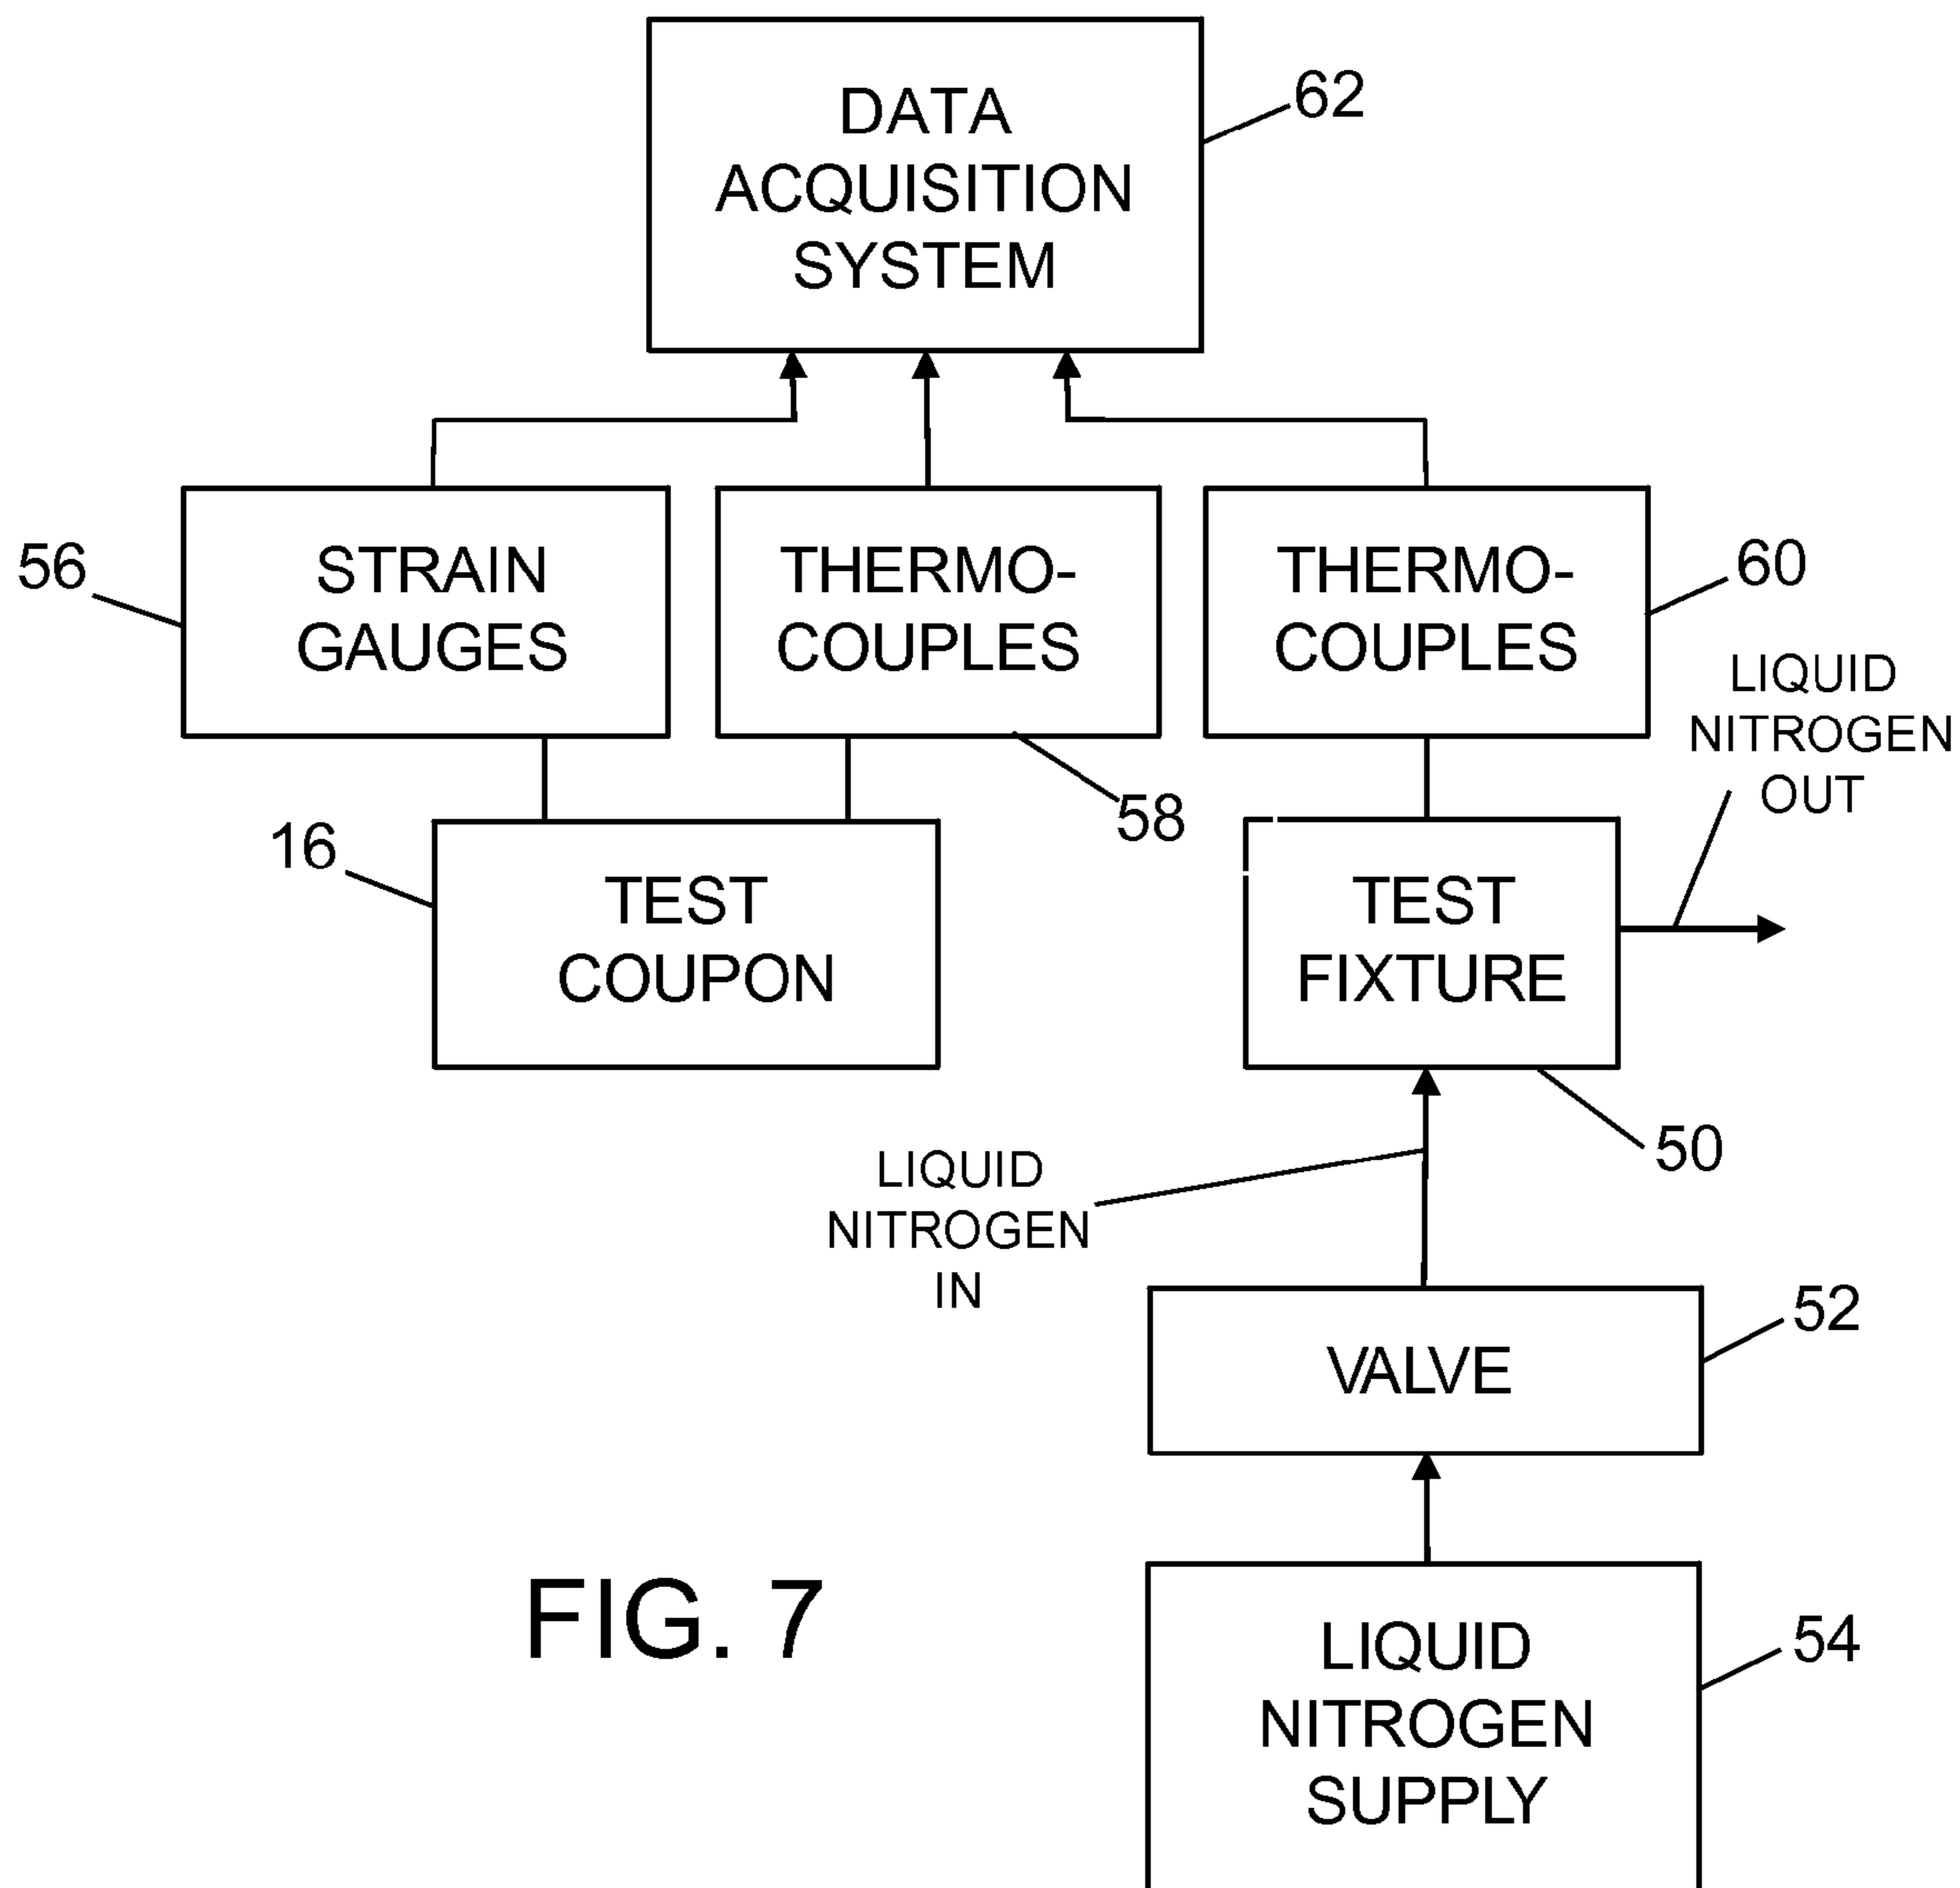 DATA
ACQUISITION
SYSTEM
62
56
STRAIN
GAUGES
THERMO-
COUPLES
58
THERMO-
COUPLES
60
LIQUID
NITROGEN
OUT
16
TEST
COUPON
TEST
FIXTURE
50
LIQUID
NITROGEN
IN
VALVE
52
LIQUID
NITROGEN
SUPPLY
54
FIG. 7